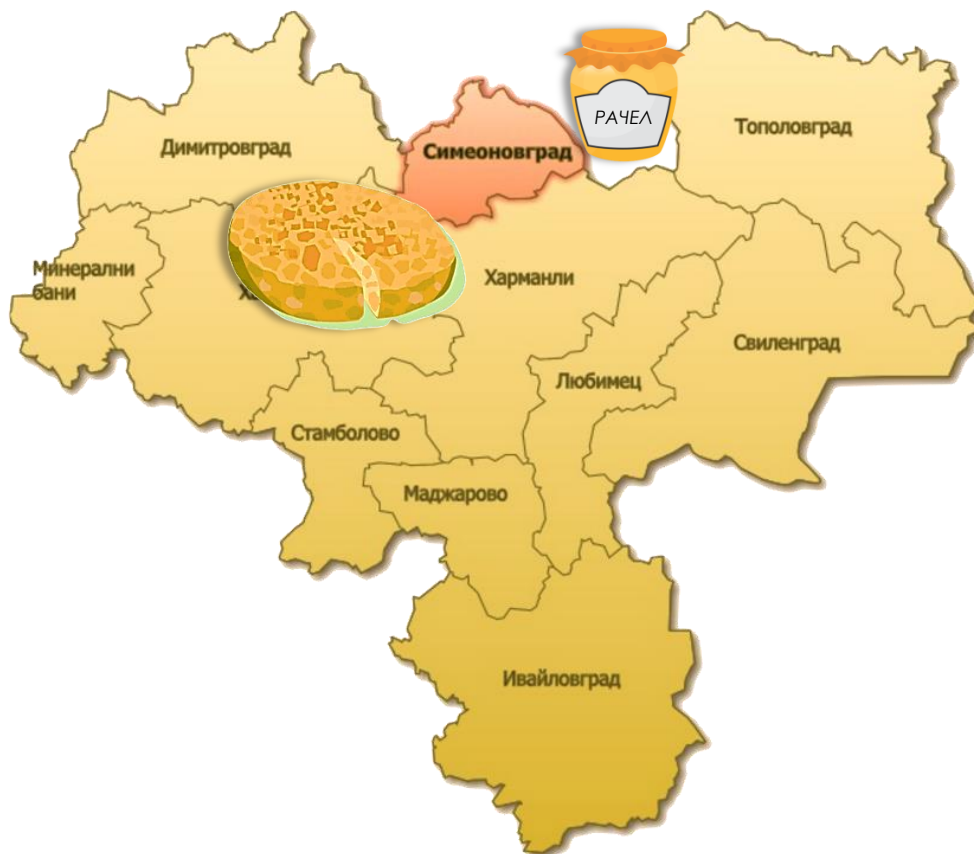 РАЧЕЛ
Тополовград
Димитровград
Симеоновград
Минерални
бани
Харманли
Свиленград
Любимец
Стамболово
Маджарово
Ивайловград